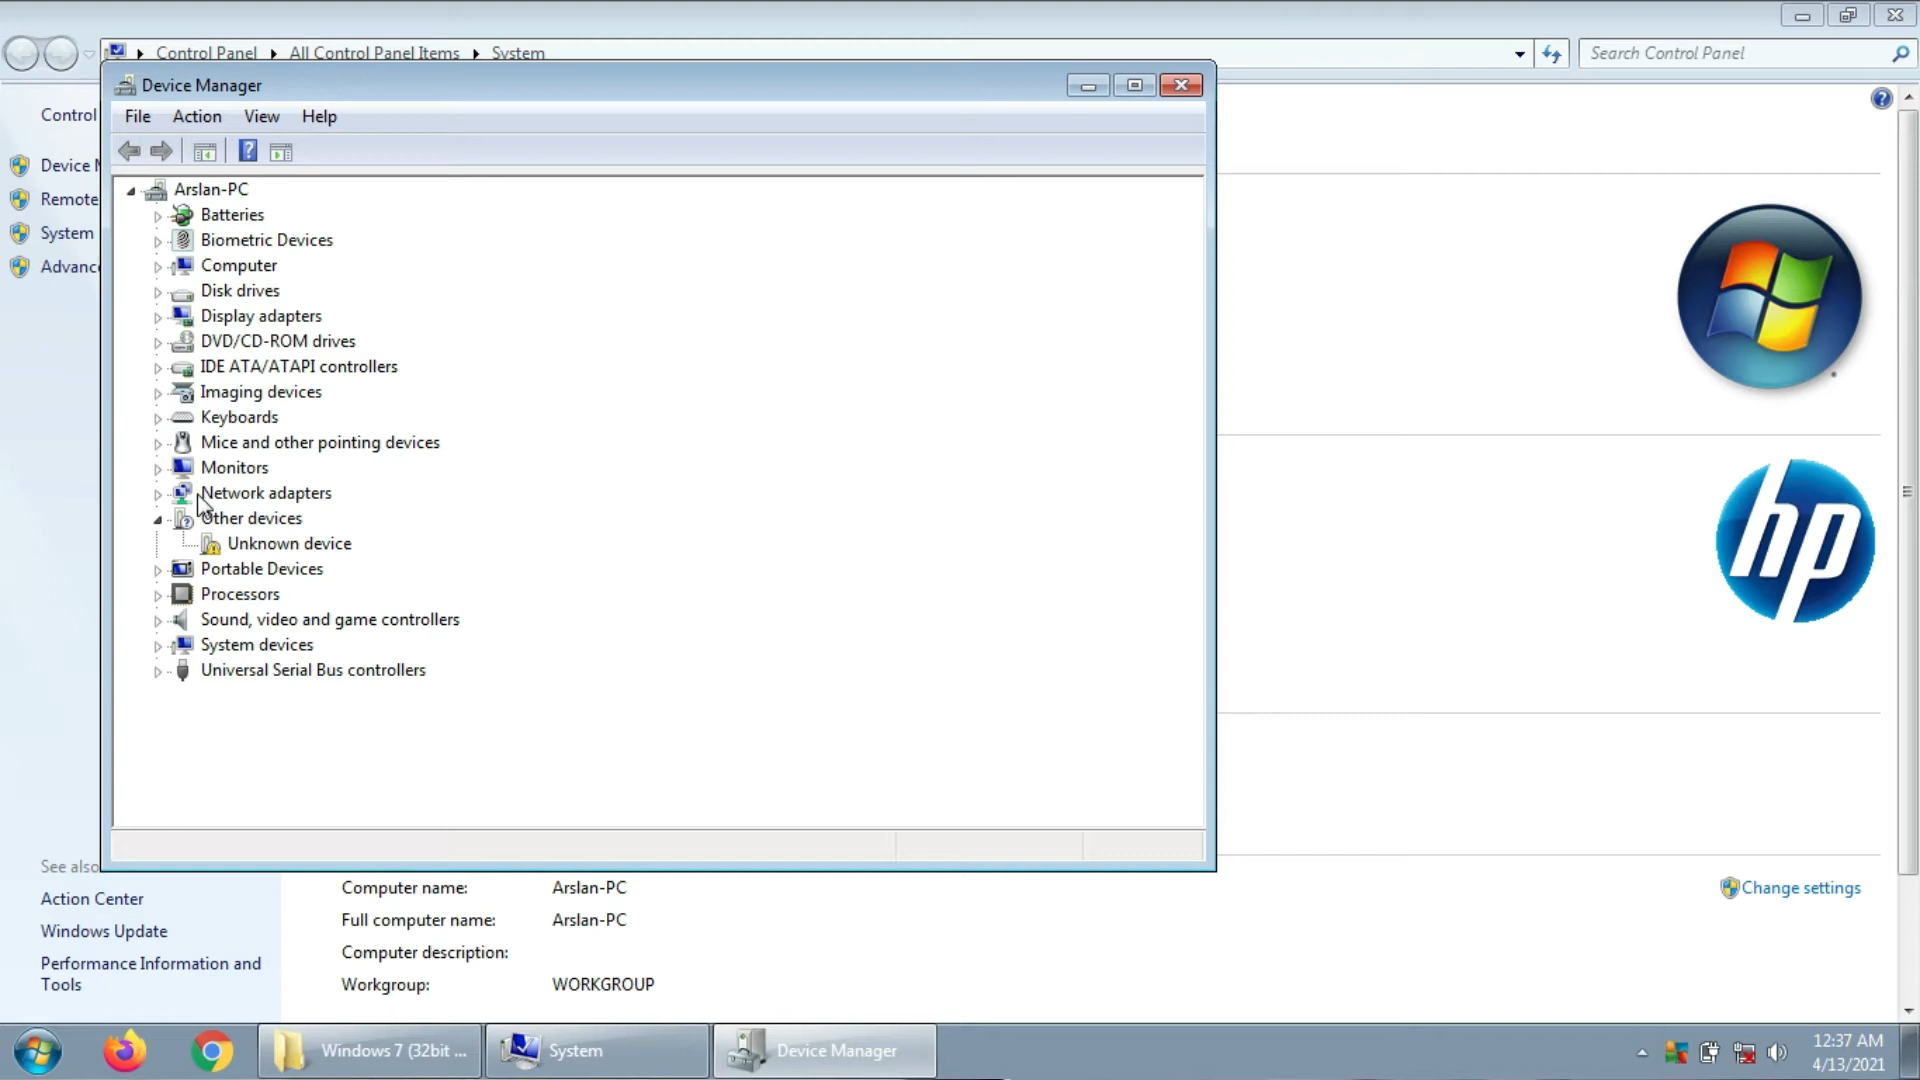 Control Panel
All Control Panel Items
System
Search Control Panel
Device Manager
File
Action
View
Help
Control
Device M
Remote
System
Advanc
Arslan-PC
Batteries
Biometric Devices
Computer
Disk drives
Display adapters
DVD/CD-ROM drives
IDE ATA/ATAPI controllers
Imaging devices
Keyboards
Mice and other pointing devices
Monitors
Network adapters
Other devices
Unknown device
Portable Devices
Processors
Sound, video and game controllers
System devices
Universal Serial Bus controllers
hp
See also
Action Center
Windows Update
Performance Information and
Tools
Computer name: Arslan-PC
Full computer name: Arslan-PC
Computer description:
Workgroup: WORKGROUP
Change settings
Windows 7 (32bit ...
System
Device Manager
12:37 AM
4/13/2021